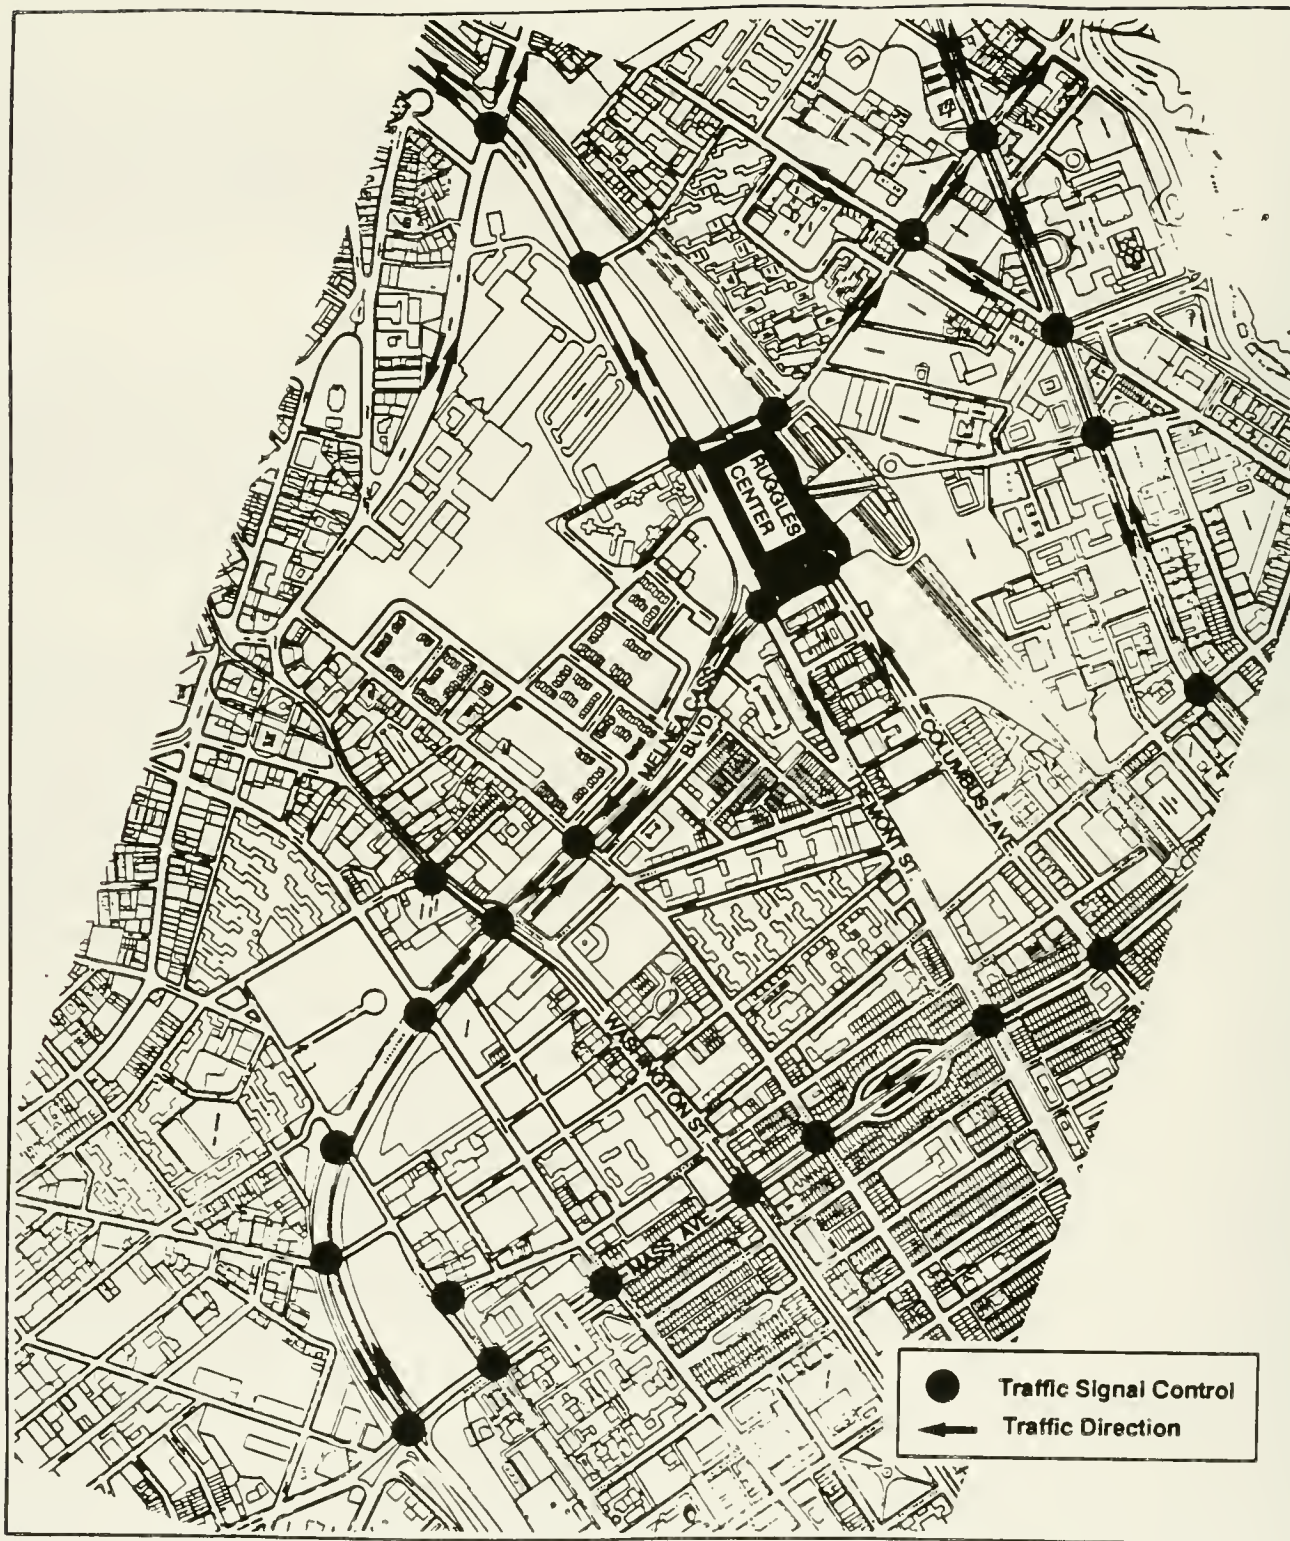 RUGGLES
CENTER
MELNEA CASS
BLVD
COLUMBUS AVE
TREMONT ST.
WASHINGTON ST.
MASS. AVE
Traffic Signal Control
Traffic Direction